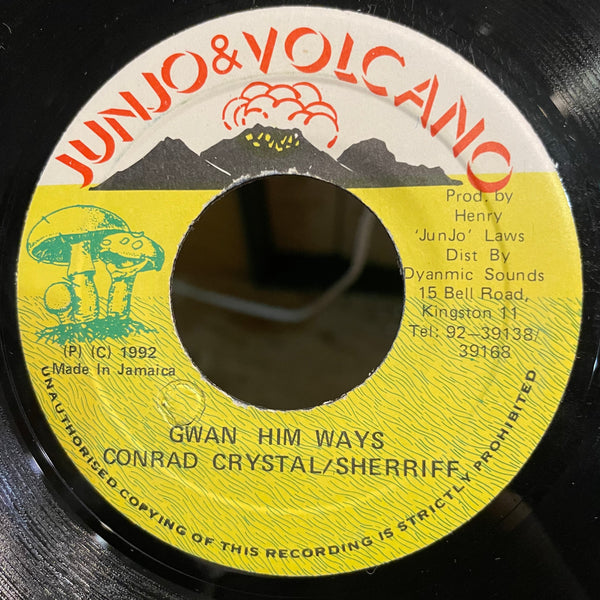 JUNJO & VOLCANO
Prod. by
Henry
'JunJo' Laws
Dist By
Dyanmic Sounds
15 Bell Road,
Kingston 11
Tel: 92-39138/
39168
(P) (C) 1992
Made In Jamaica
GWAN HIM WAYS
CONRAD CRYSTAL/SHERRIFF
UNAUTHORISED COPYING OF THIS RECORDING IS STRICTLY PROHIBITED